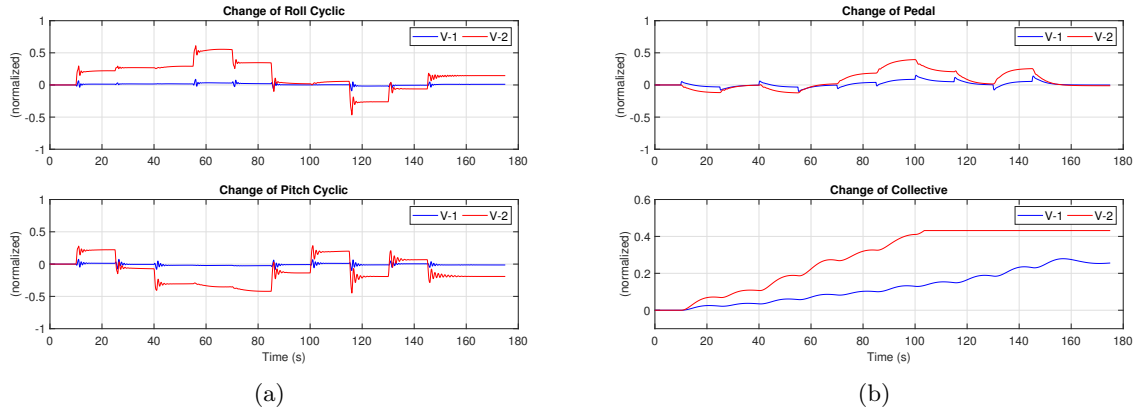 Change of Roll Cyclic
V-1 V-2
(normalized)
1
0.5
0
-0.5
-1
0 20 40 60 80 100 120 140 160 180
Change of Pitch Cyclic
V-1 V-2
(normalized)
1
0.5
0
-0.5
-1
0 20 40 60 80 100 120 140 160 180
Time (s)
(a)
Change of Pedal
V-1 V-2
(normalized)
1
0.5
0
-0.5
-1
0 20 40 60 80 100 120 140 160 180
Change of Collective
V-1 V-2
(normalized)
0.6
0.4
0.2
0
0 20 40 60 80 100 120 140 160 180
Time (s)
(b)